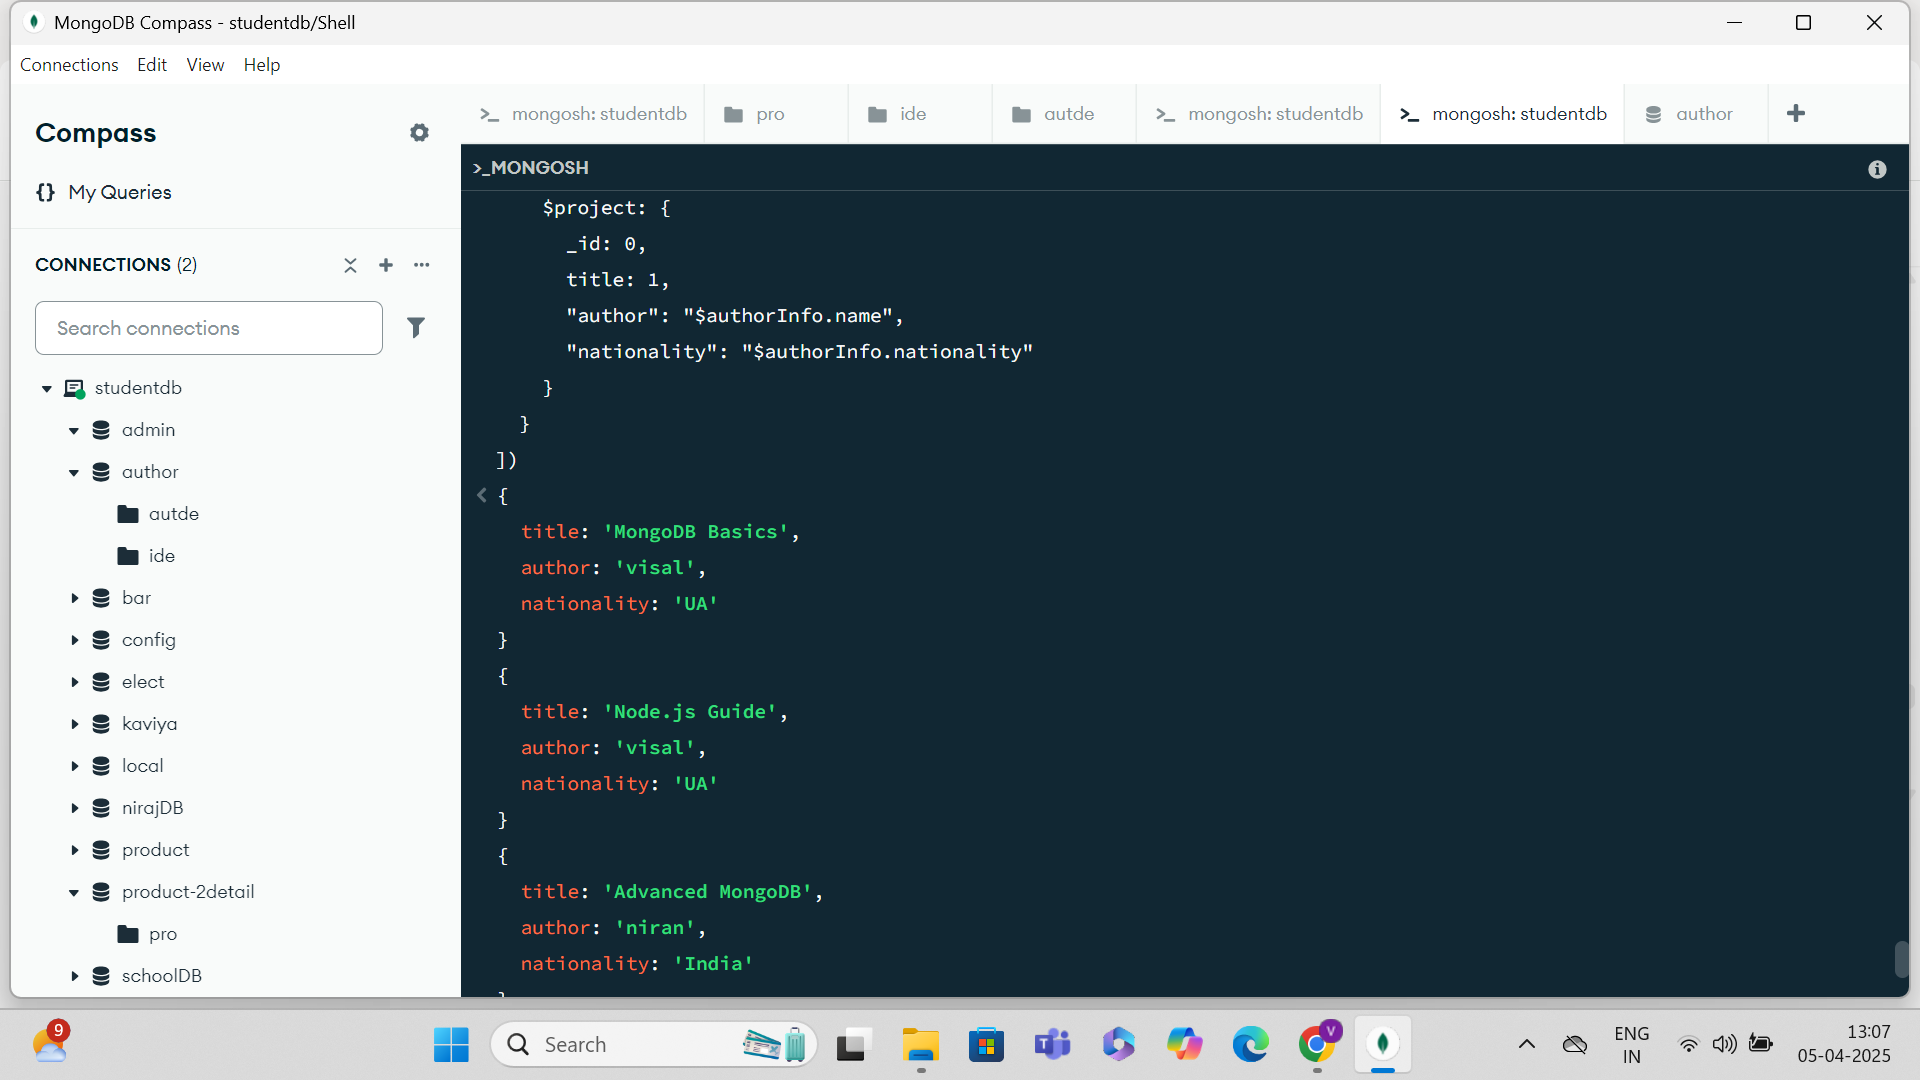 MongoDB Compass - studentdb/Shell
Connections Edit View Help
Compass
My Queries
CONNECTIONS (2)
Search connections
studentdb
admin
author
autde
ide
bar
config
elect
kaviya
local
nirajDB
product
product-2detail
pro
schoolDB
>_ mongosh: studentdb pro ide autde >_ mongosh: studentdb >_ mongosh: studentdb author +
>_MONGOSH
$project: {
_id: 0,
title: 1,
"author": "$authorInfo.name",
"nationality": "$authorInfo.nationality"
}
}
])
< {
title: 'MongoDB Basics',
author: 'visal',
nationality: 'UA'
}
{
title: 'Node.js Guide',
author: 'visal',
nationality: 'UA'
}
{
title: 'Advanced MongoDB',
author: 'niran',
nationality: 'India'
9
Search
T
V
ENG
IN
13:07
05-04-2025